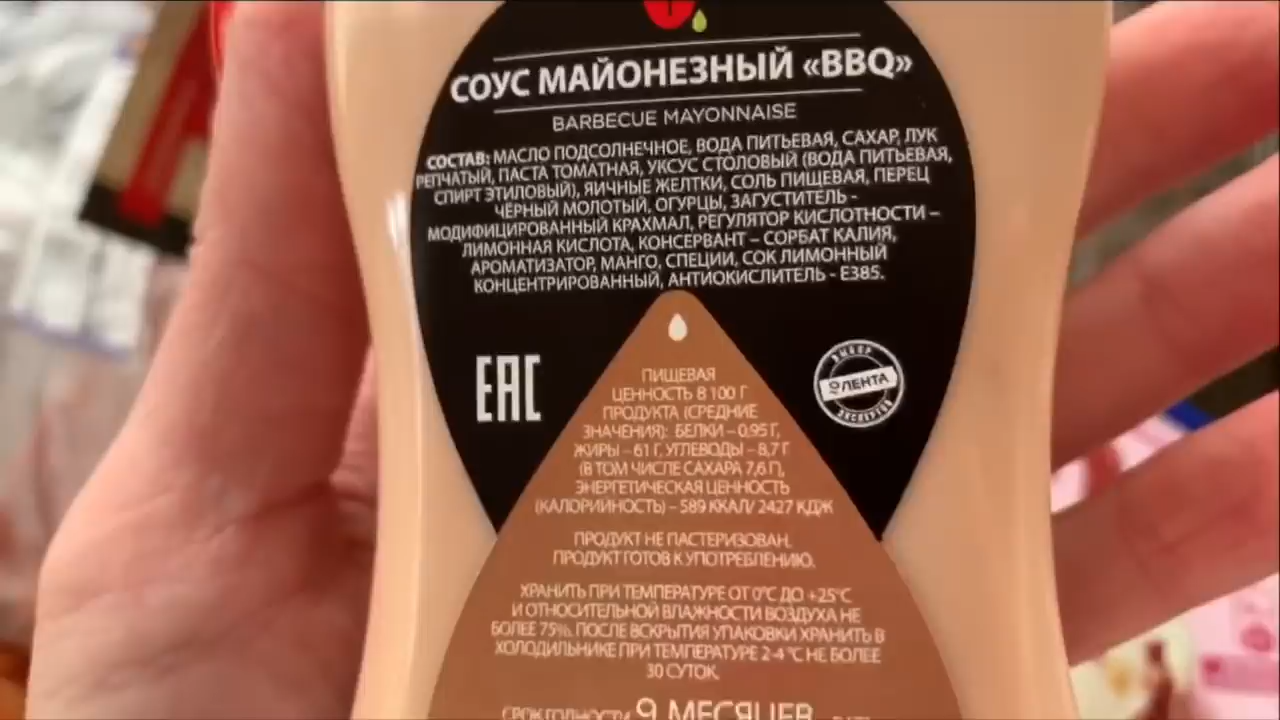 СОУС МАЙОНЕЗНЫЙ «BBQ»
BARBECUE MAYONNAISE
СОСТАВ: МАСЛО ПОДСОЛНЕЧНОЕ, ВОДА ПИТЬЕВАЯ, САХАР, ЛУК
РЕПЧАТЫЙ, ПАСТА ТОМАТНАЯ, УКСУС СТОЛОВЫЙ (ВОДА ПИТЬЕВАЯ,
СПИРТ ЭТИЛОВЫЙ), ЯИЧНЫЕ ЖЕЛТКИ, СОЛЬ ПИЩЕВАЯ, ПЕРЕЦ
ЧЁРНЫЙ МОЛОТЫЙ, ОГУРЦЫ, ЗАГУСТИТЕЛЬ -
МОДИФИЦИРОВАННЫЙ КРАХМАЛ, РЕГУЛЯТОР КИСЛОТНОСТИ –
ЛИМОННАЯ КИСЛОТА, КОНСЕРВАНТ – СОРБАТ КАЛИЯ,
АРОМАТИЗАТОР, МАНГО, СПЕЦИИ, СОК ЛИМОННЫЙ
КОНЦЕНТРИРОВАННЫЙ, АНТИОКИСЛИТЕЛЬ - Е385.
ЕАС
ВЫБОР
ЛЕНТА
ЭКСПЕРТОВ
ПИЩЕВАЯ
ЦЕННОСТЬ В 100 Г
ПРОДУКТА (СРЕДНИЕ
ЗНАЧЕНИЯ): БЕЛКИ – 0,95 Г,
ЖИРЫ – 61 Г, УГЛЕВОДЫ – 8,7 Г
(В ТОМ ЧИСЛЕ САХАРА 7,6 Г),
ЭНЕРГЕТИЧЕСКАЯ ЦЕННОСТЬ
(КАЛОРИЙНОСТЬ) – 589 ККАЛ/ 2427 КДЖ
ПРОДУКТ НЕ ПАСТЕРИЗОВАН.
ПРОДУКТ ГОТОВ К УПОТРЕБЛЕНИЮ.
ХРАНИТЬ ПРИ ТЕМПЕРАТУРЕ ОТ 0°С ДО +25°С
И ОТНОСИТЕЛЬНОЙ ВЛАЖНОСТИ ВОЗДУХА НЕ
БОЛЕЕ 75%. ПОСЛЕ ВСКРЫТИЯ УПАКОВКИ ХРАНИТЬ В
ХОЛОДИЛЬНИКЕ ПРИ ТЕМПЕРАТУРЕ 2-4 °С НЕ БОЛЕЕ
30 СУТОК.
СРОК ГОДНОСТИ 9 МЕСЯЦЕВ